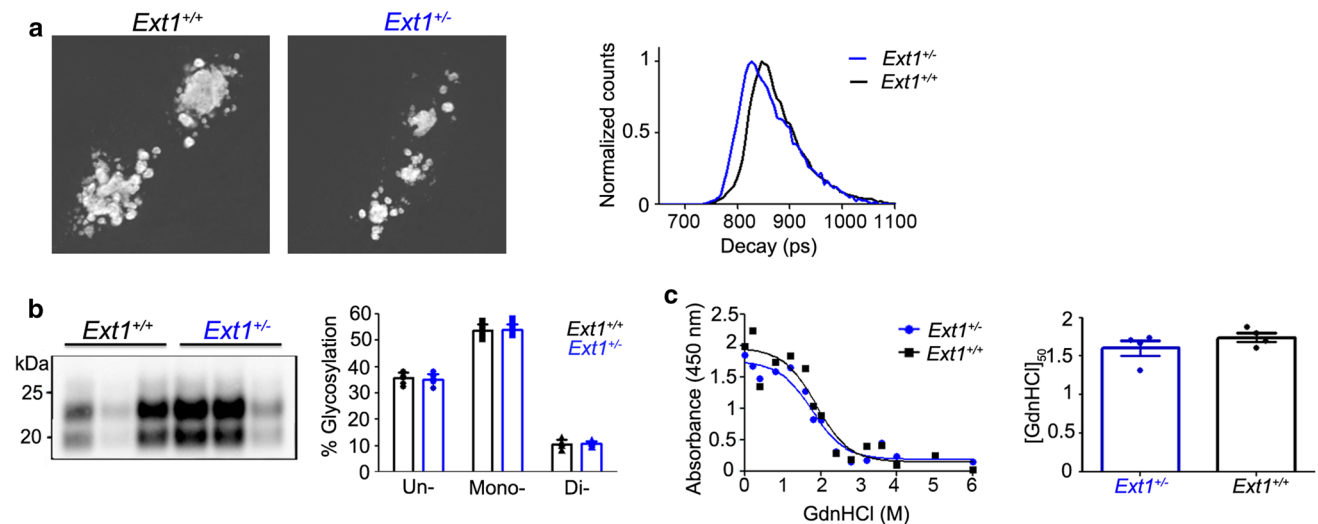 a
Ext1+/+
Ext1+/-
Normalized counts
1
0.5
0
700 800 900 1000 1100
Decay (ps)
Ext1+/-
Ext1+/+
b
Ext1+/+ Ext1+/-
kDa
25
20
% Glycosylation
60
50
40
30
20
10
0
Un- Mono- Di-
Ext1+/+
Ext1+/-
c
Absorbance (450 nm)
2.5
2
1.5
1
0.5
0
0 1 2 3 4 5 6
GdnHCl (M)
Ext1+/-
Ext1+/+
[GdnHCl]50
2
1.5
1
0.5
0
Ext1+/- Ext1+/+